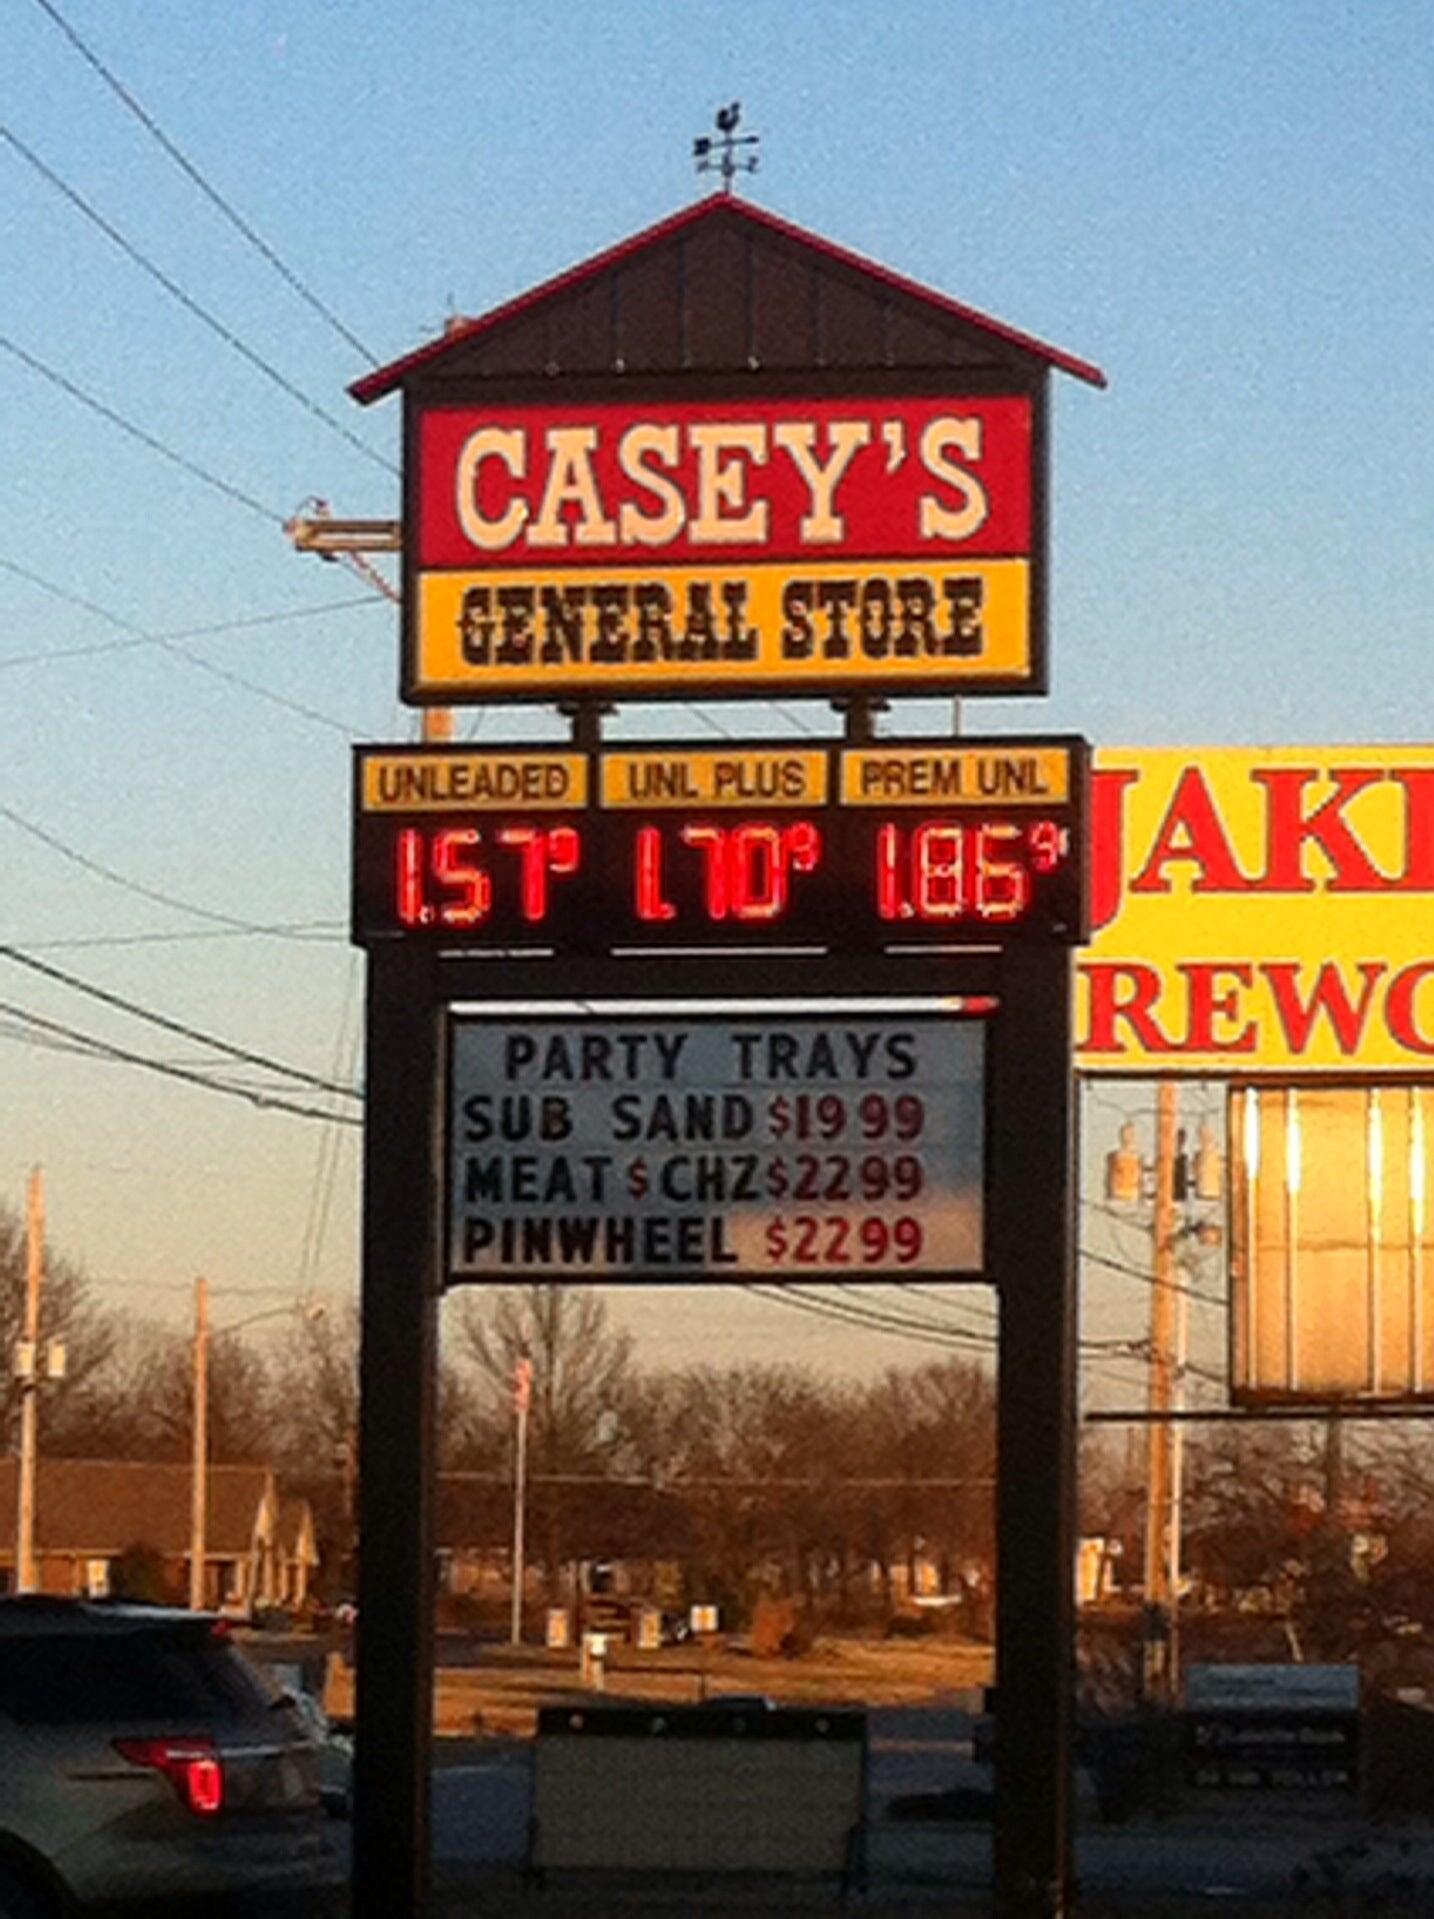 CASEY'S
GENERAL STORE
UNLEADED UNL PLUS PREM UNL
1.57⁹ 1.70⁹ 1.86⁹
PARTY TRAYS
SUB SAND $19 99
MEAT $ CHZ $22 99
PINWHEEL $22 99
JAKE
REWO